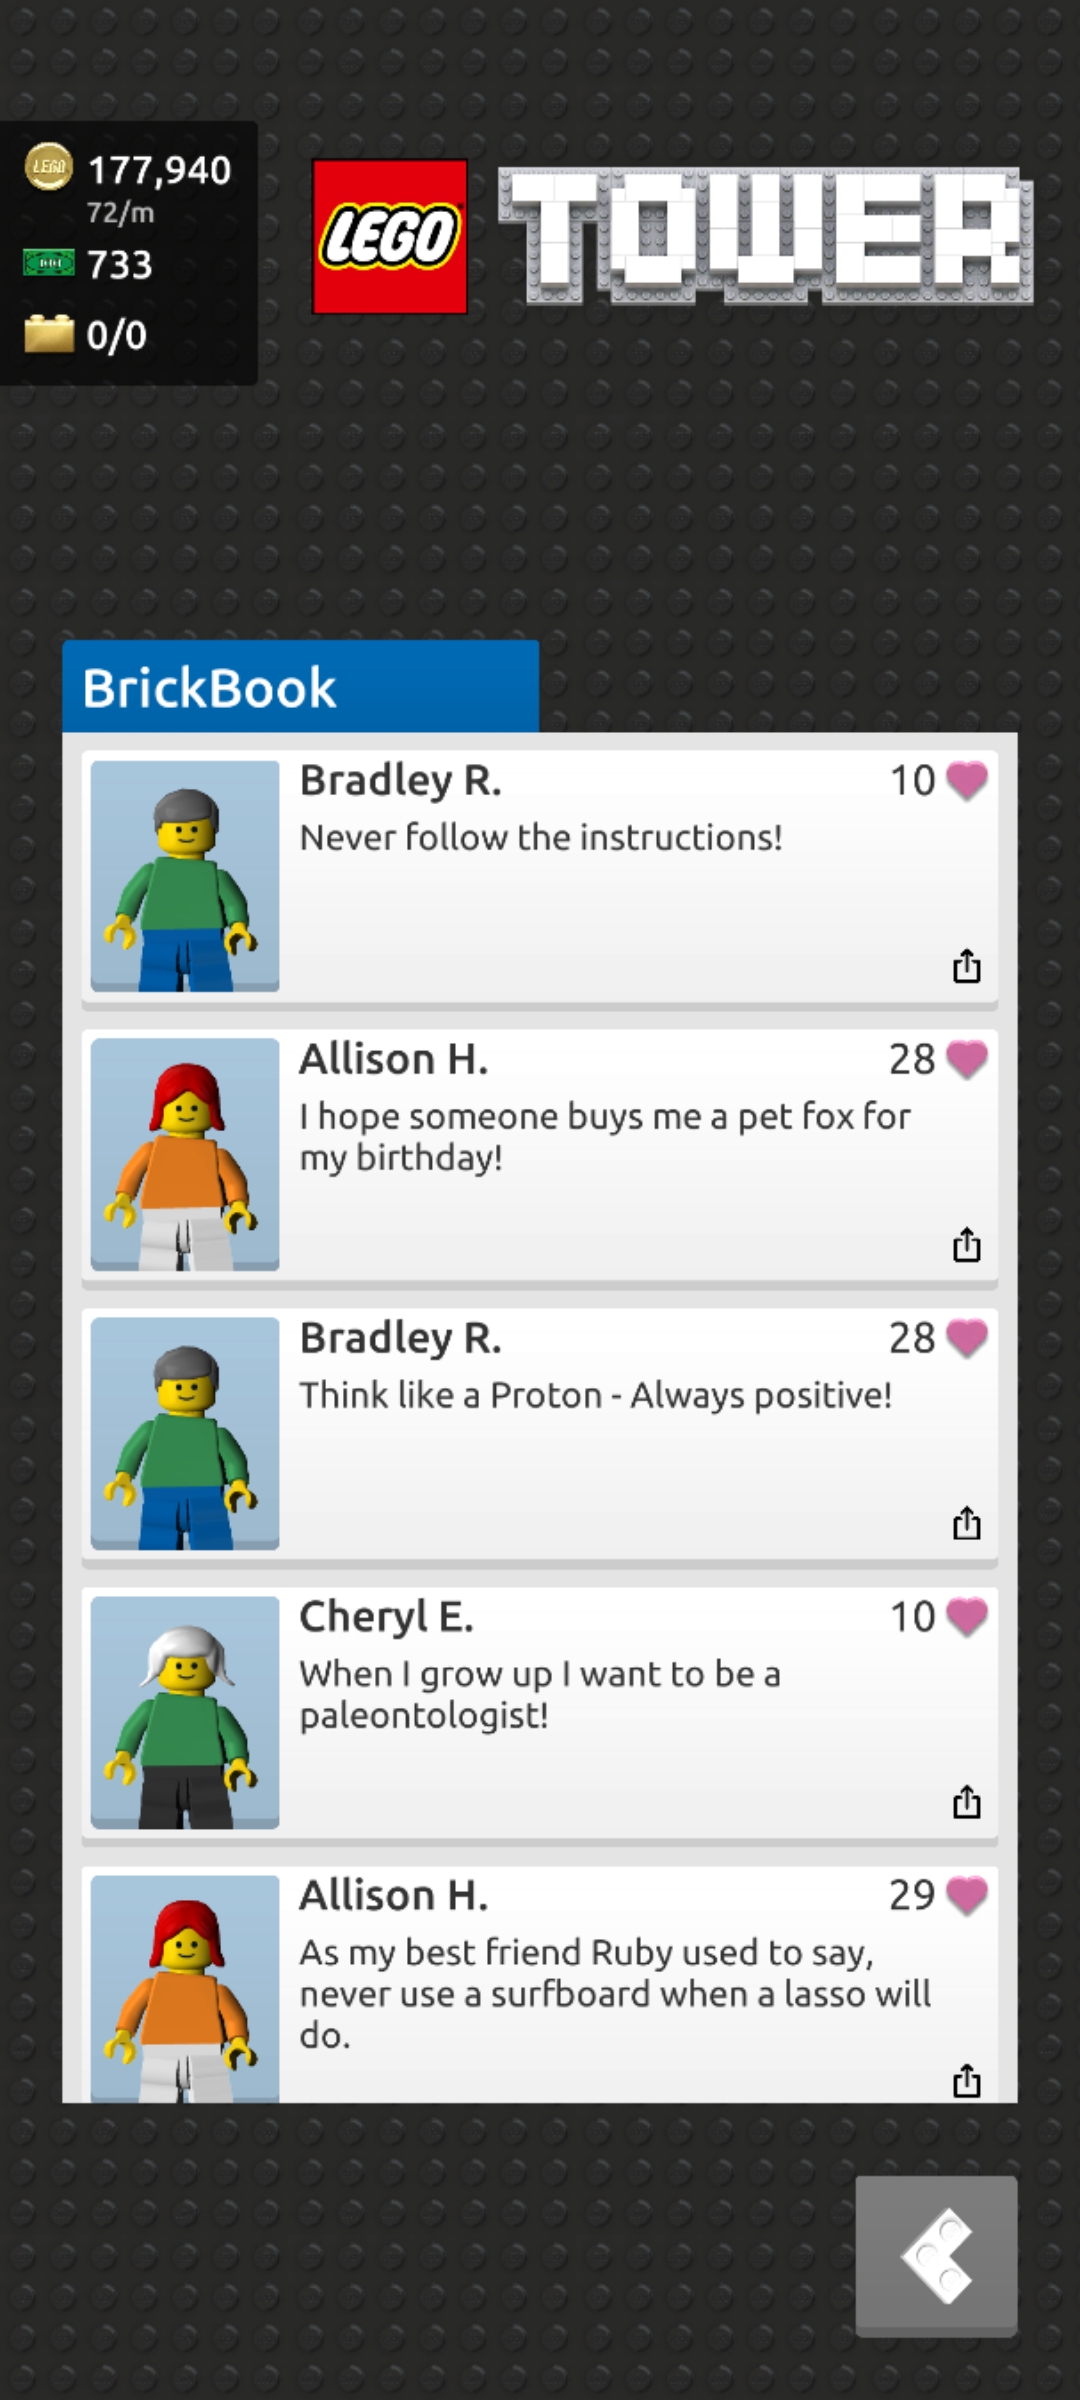 LEGO
177,940
72/m
733
0/0
LEGO
TOWER
BrickBook
Bradley R.
10
Never follow the instructions!
Allison H.
28
I hope someone buys me a pet fox for
my birthday!
Bradley R.
28
Think like a Proton - Always positive!
Cheryl E.
10
When I grow up I want to be a
paleontologist!
Allison H.
29
As my best friend Ruby used to say,
never use a surfboard when a lasso will
do.